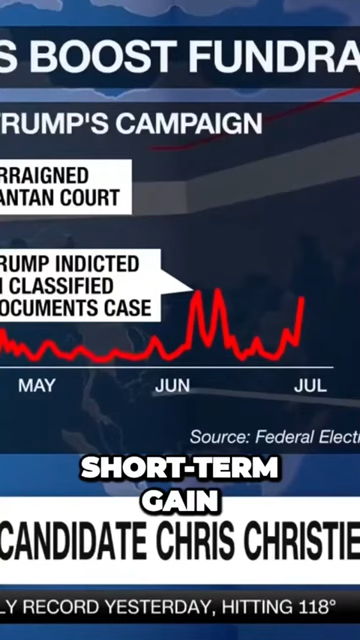 S BOOST FUNDRA
TRUMP'S CAMPAIGN
RRAIGNED
ANTAN COURT
RUMP INDICTED
N CLASSIFIED
OCUMENTS CASE
MAY JUN JUL
Source: Federal Electi
SHORT-TERM
GAIN
CANDIDATE CHRIS CHRISTIE
LY RECORD YESTERDAY, HITTING 118°